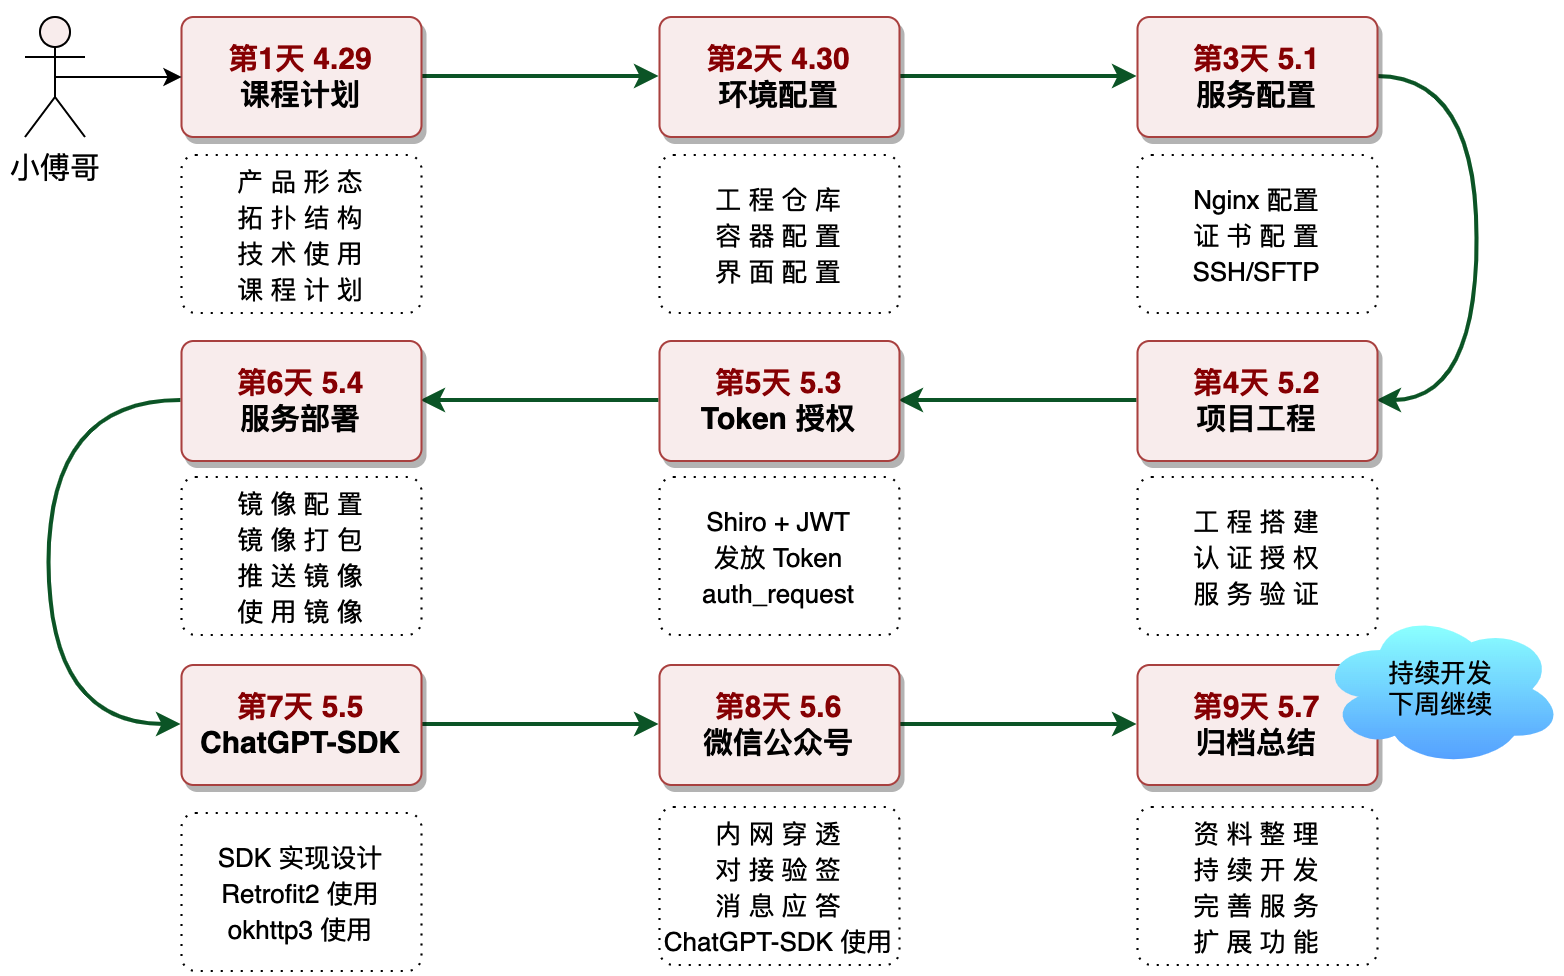 小傅哥
第1天 4.29
课程计划
产品形态
拓扑结构
技术使用
课程计划
第2天 4.30
环境配置
工程仓库
容器配置
界面配置
第3天 5.1
服务配置
Nginx 配置
证书配置
SSH/SFTP
第4天 5.2
项目工程
工程搭建
认证授权
服务验证
第5天 5.3
Token 授权
Shiro + JWT
发放 Token
auth_request
第6天 5.4
服务部署
镜像配置
镜像打包
推送镜像
使用镜像
第7天 5.5
ChatGPT-SDK
SDK 实现设计
Retrofit2 使用
okhttp3 使用
第8天 5.6
微信公众号
内网穿透
对接验签
消息应答
ChatGPT-SDK 使用
第9天 5.7
归档总结
持续开发
下周继续
资料整理
持续开发
完善服务
扩展功能